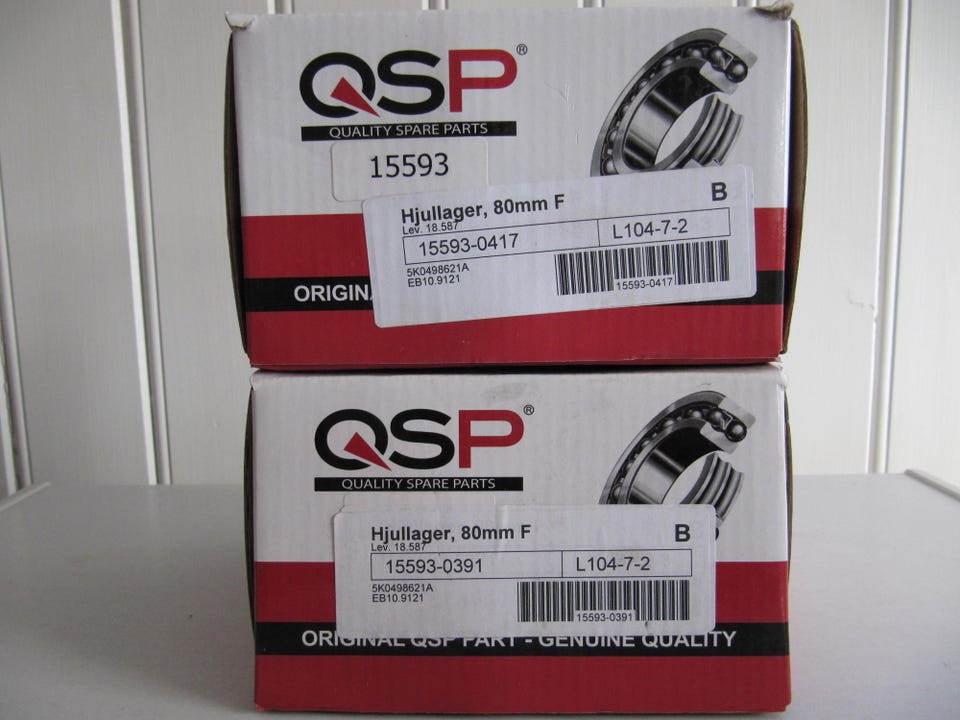 QSP®
QUALITY SPARE PARTS
15593
Hjullager, 80mm F B
Lev. 18.587
15593-0417 L104-7-2
5K0498621A
EB10.9121
15593-0417
QSP®
QUALITY SPARE PARTS
Hjullager, 80mm F B
Lev. 18.587
15593-0391 L104-7-2
5K0498621A
EB10.9121
15593-0391
ORIGINAL QSP PART - GENUINE QUALITY